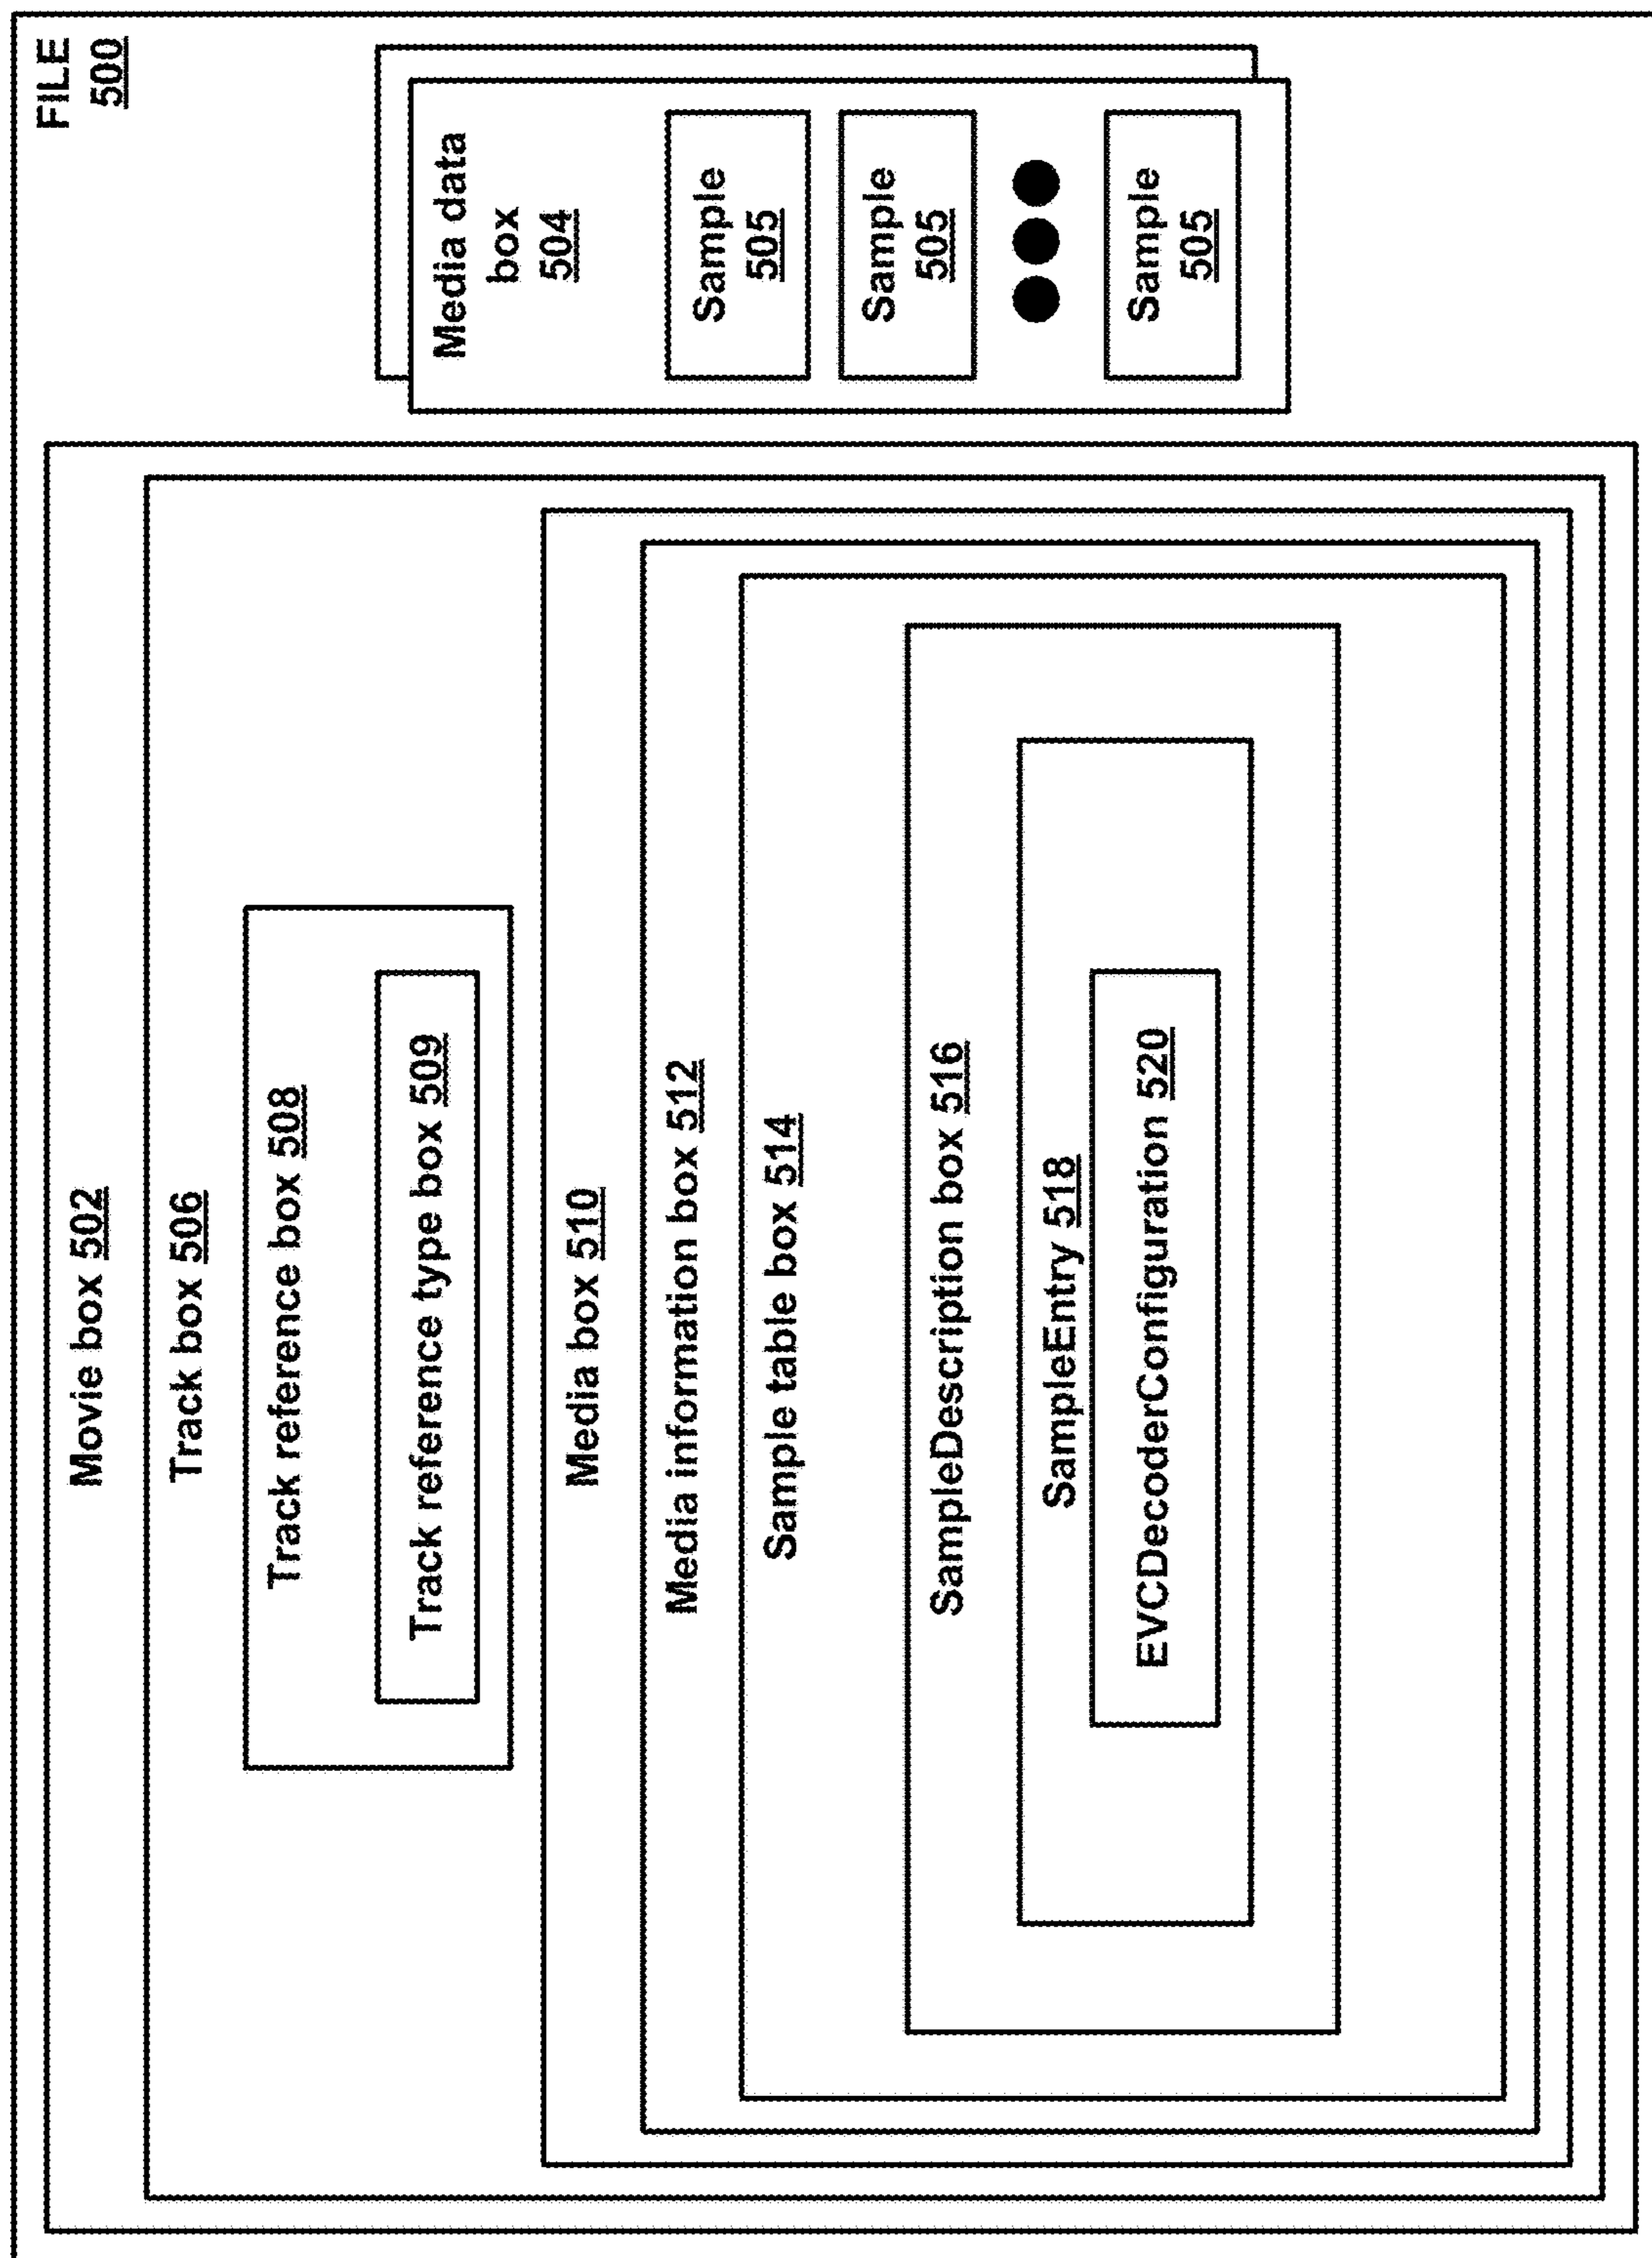 FILE
500
Movie box 502
Track box 506
Track reference box 508
Track reference type box 509
Media box 510
Media information box 512
Sample table box 514
SampleDescription box 516
SampleEntry 518
EVCDecoderConfiguration 520
Media data
box
504
Sample
505
Sample
505
Sample
505